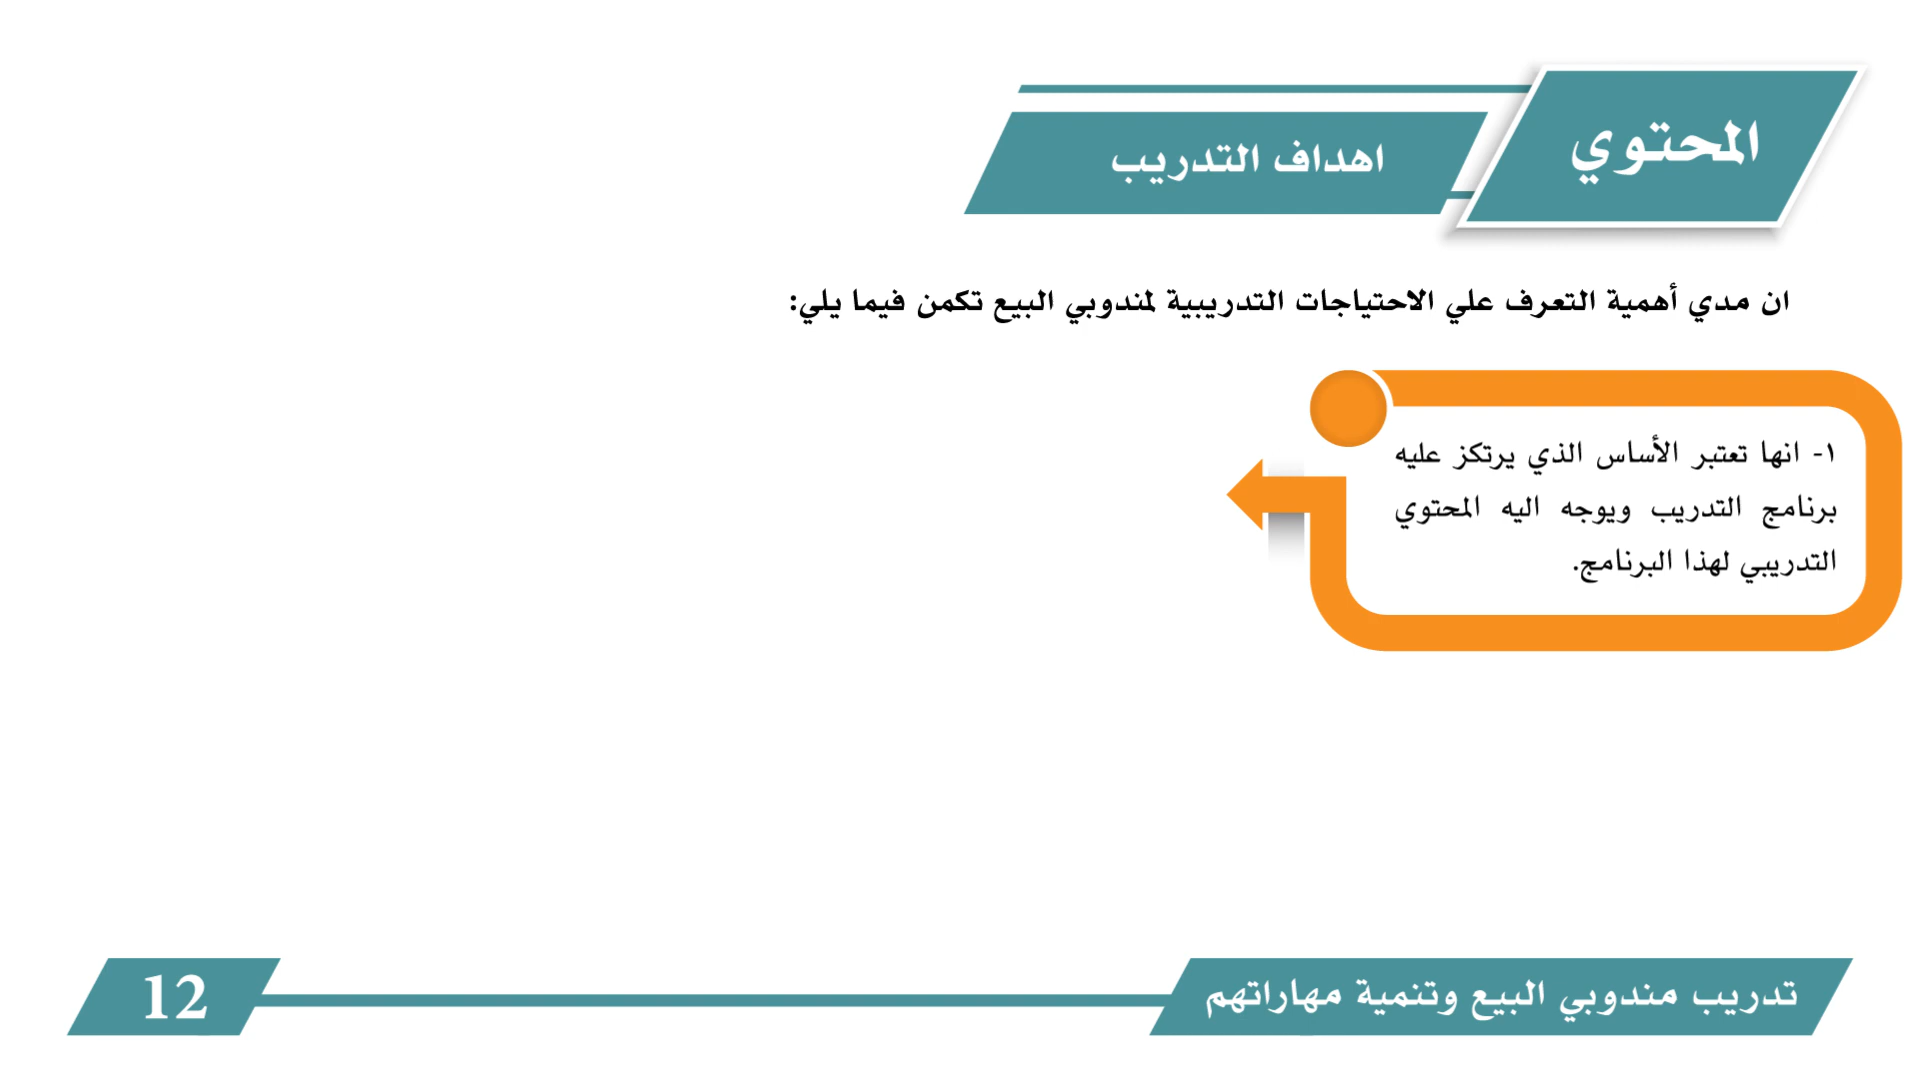 المحتوي
اهداف التدريب
ان مدي أهمية التعرف علي الاحتياجات التدريبية لمندوبي البيع تكمن فيما يلي:
١- انها تعتبر الأساس الذي يرتكز عليه
برنامج التدريب ويوجه اليه المحتوي
التدريبي لهذا البرنامج.
تدريب مندوبي البيع وتنمية مهاراتهم
12